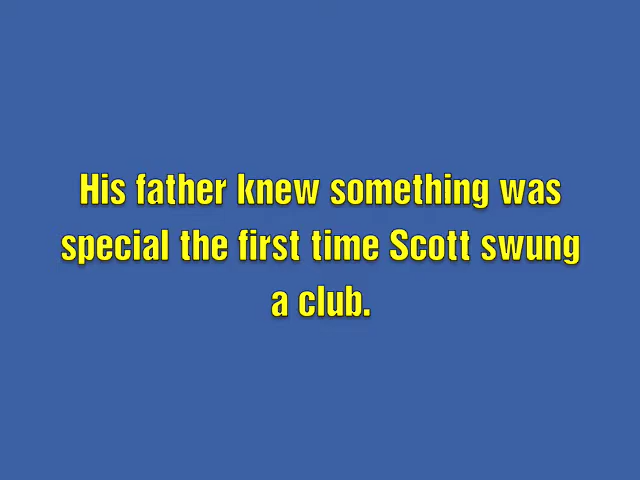 His father knew something was
special the first time Scott swung
a club.